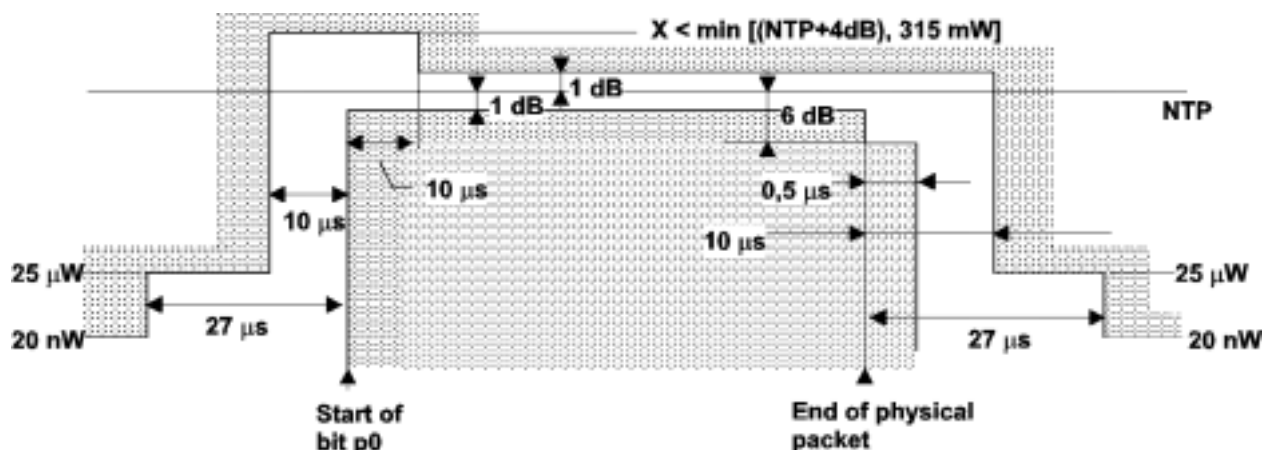 X < min [(NTP+4dB), 315 mW]
1 dB
1 dB
6 dB
NTP
10 μs
0,5 μs
10 μs
10 μs
25 μW
25 μW
27 μs
27 μs
20 nW
20 nW
Start of
bit p0
End of physical
packet